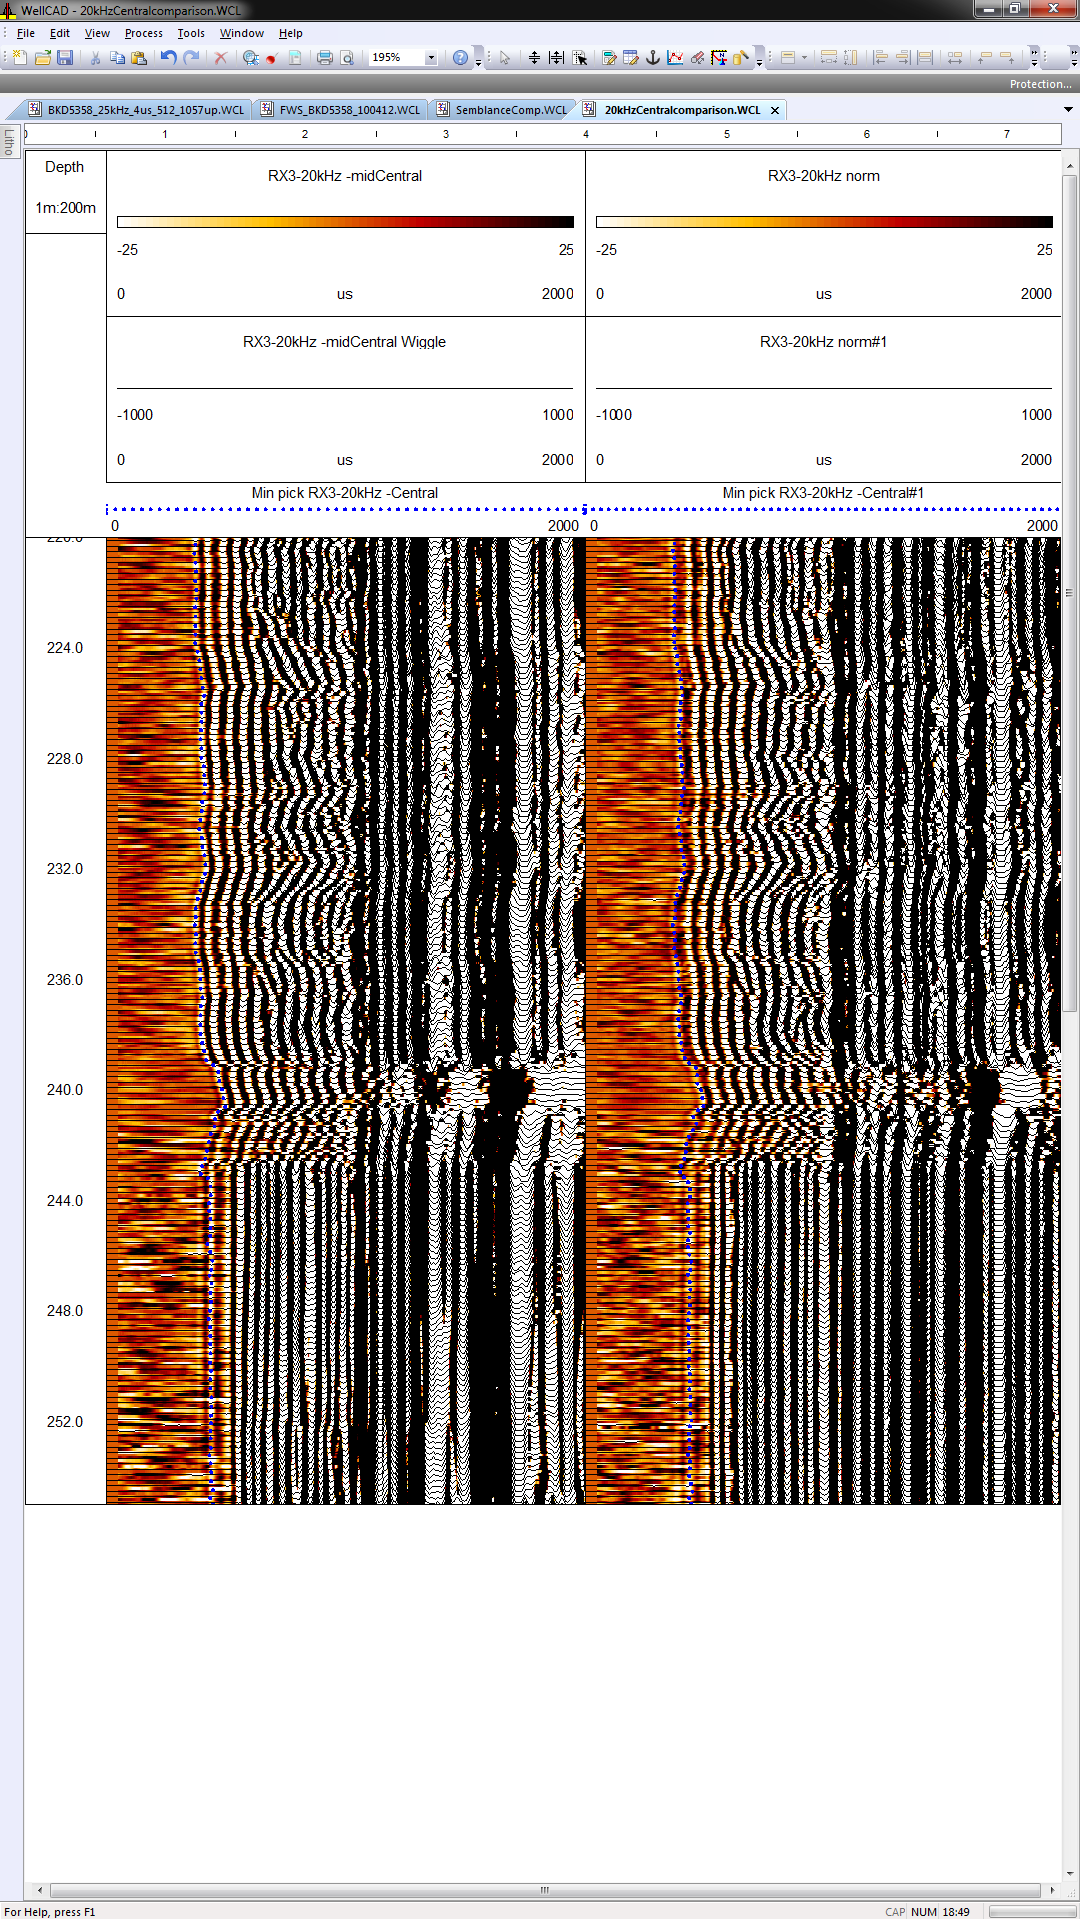 WellCAD - 20kHzCentralcomparison.WCL
File Edit View Process Tools Window Help
195%
Protection...
BKD5358_25kHz_4us_512_1057up.WCL FWS_BKD5358_100412.WCL SemblanceComp.WCL 20kHzCentralcomparison.WCL
1 2 3 4 5 6 7
Litho
Depth
1m:200m
RX3-20kHz -midCentral RX3-20kHz norm
-25 25 -25 25
0 us 2000 0 us 2000
RX3-20kHz -midCentral Wiggle RX3-20kHz norm#1
-1000 1000 -1000 1000
0 us 2000 0 us 2000
Min pick RX3-20kHz -Central Min pick RX3-20kHz -Central#1
0 2000 0 2000
224.0
228.0
232.0
236.0
240.0
244.0
248.0
252.0
For Help, press F1 CAP NUM 18:49